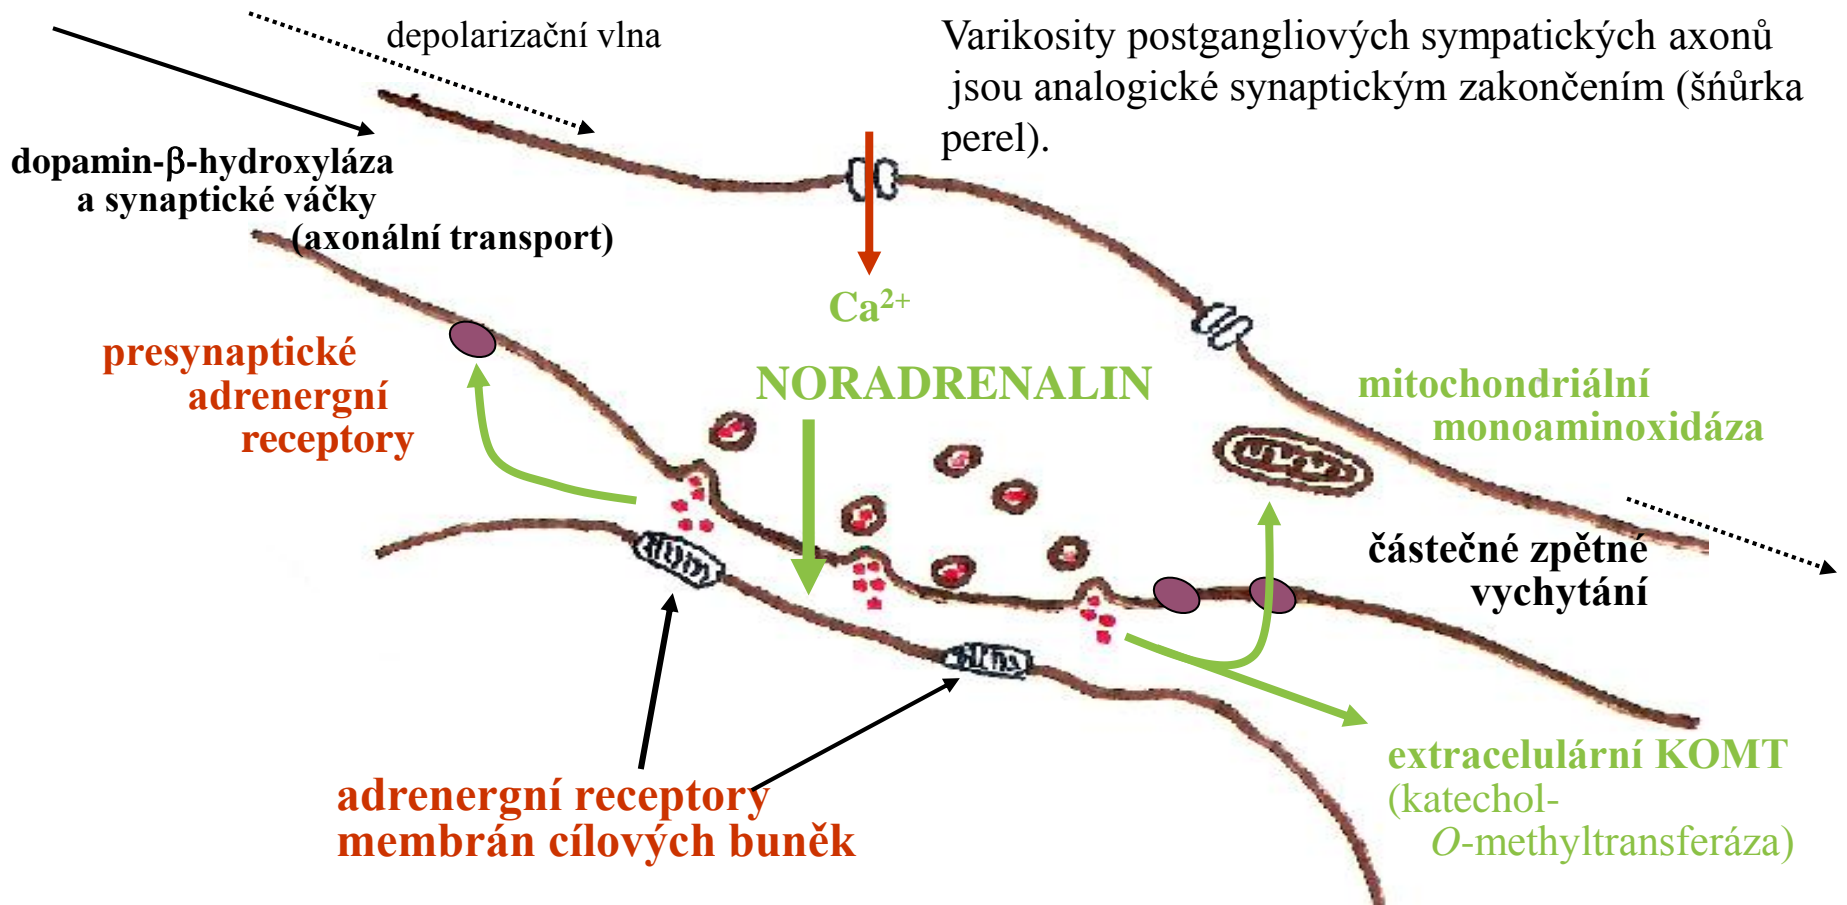 depolarizační vlna
Varikosity postgangliových sympatických axonů
jsou analogické synaptickým zakončením (šńůrka
perel).
dopamin-β-hydroxyláza
a synaptické váčky
(axonální transport)
Ca²⁺
presynaptické
adrenergní
receptory
NORADRENALIN
mitochondriální
monoaminoxidáza
částečné zpětné
vychytání
adrenergní receptory
membrán cílových buněk
extracelulární KOMT
(katechol-
O-methyltransferáza)